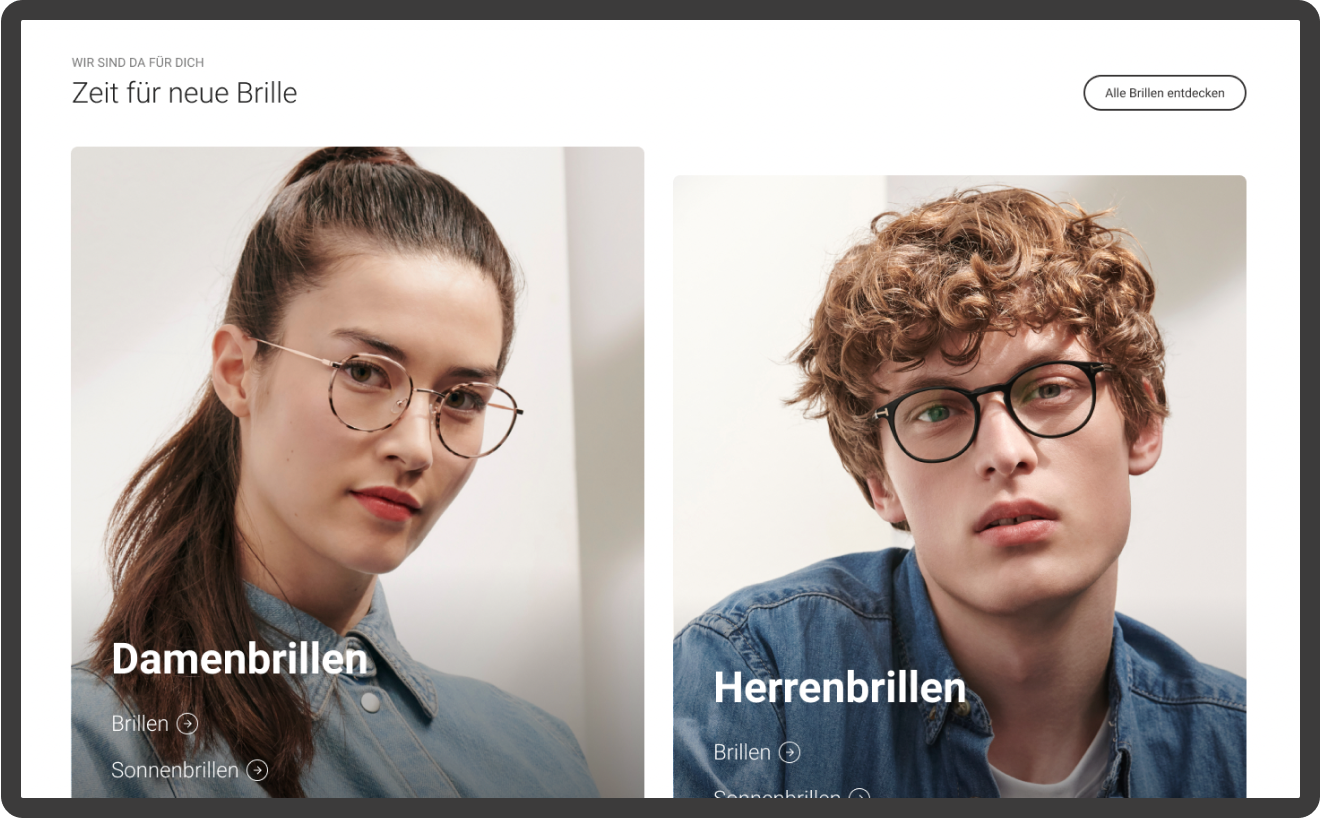 WIR SIND DA FÜR DICH
Zeit für neue Brille
Alle Brillen entdecken
Damenbrillen
Brillen
Sonnenbrillen
Herrenbrillen
Brillen
Sonnenbrillen